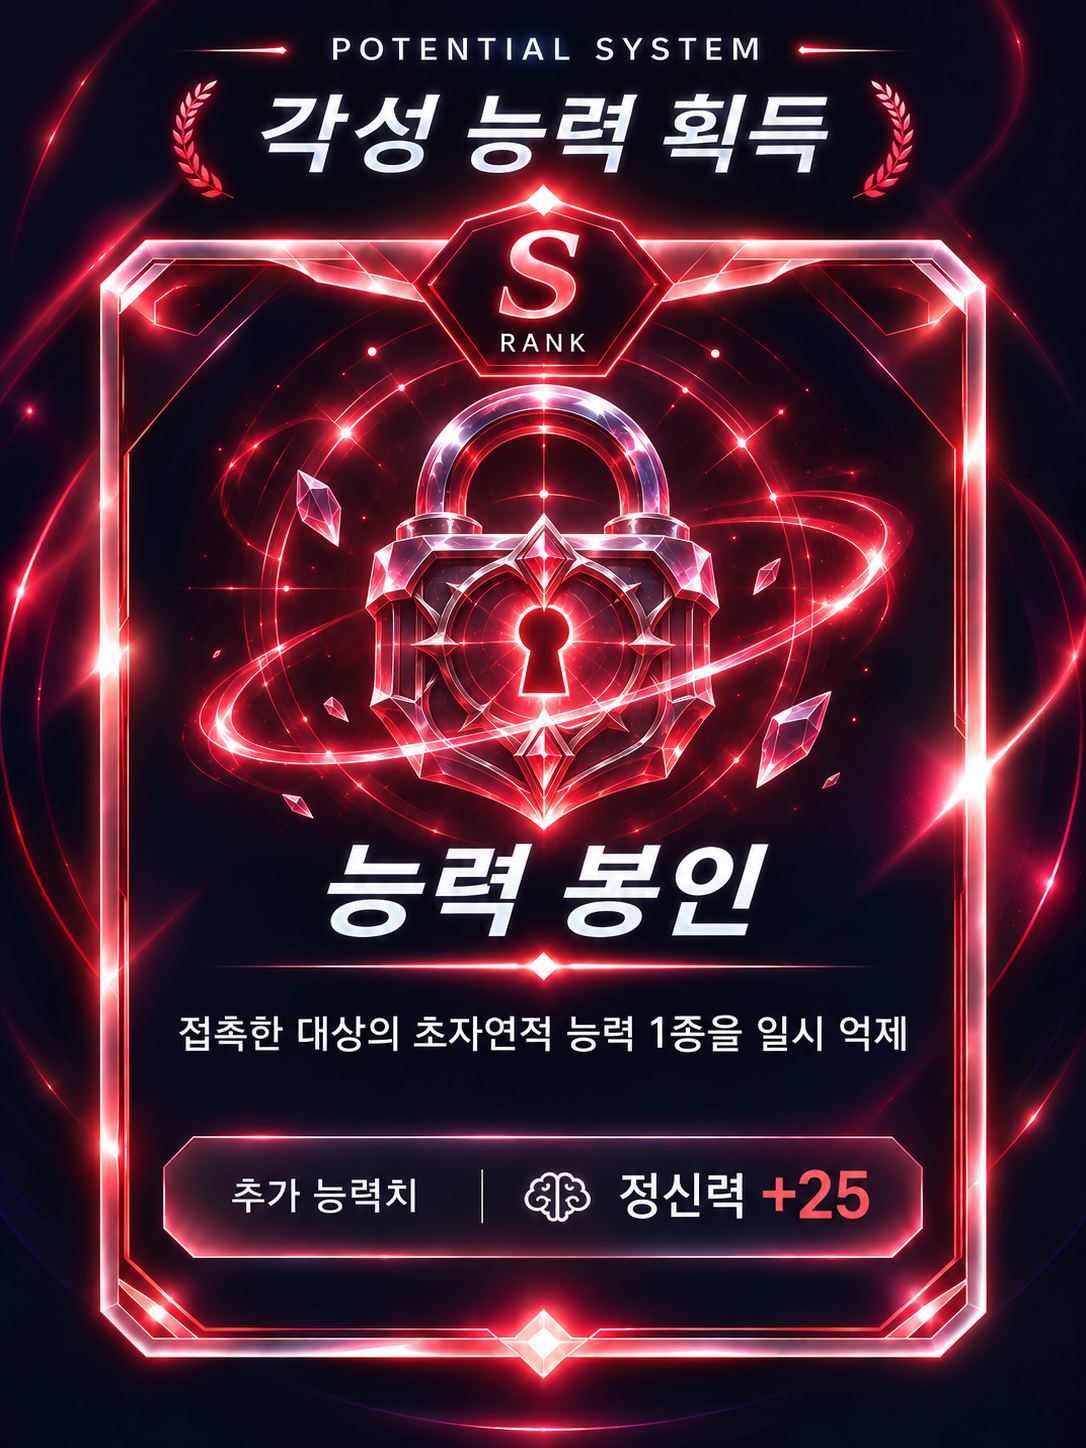 POTENTIAL SYSTEM
각성 능력 획득
S
RANK
능력 봉인
접촉한 대상의 초자연적 능력 1종을 일시 억제
추가 능력치 정신력 +25